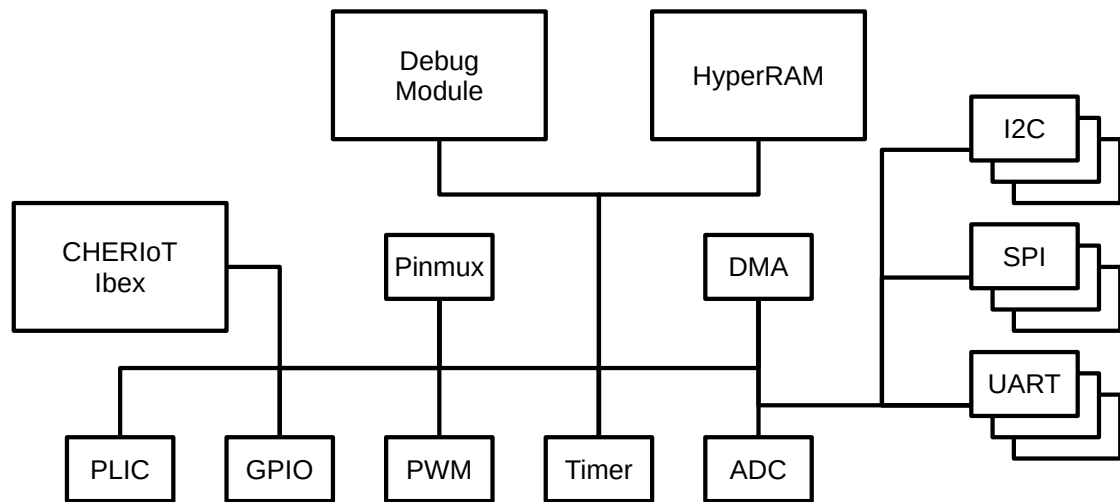 Debug
Module
HyperRAM
I2C
CHERIoT
Ibex
Pinmux
DMA
SPI
UART
PLIC
GPIO
PWM
Timer
ADC